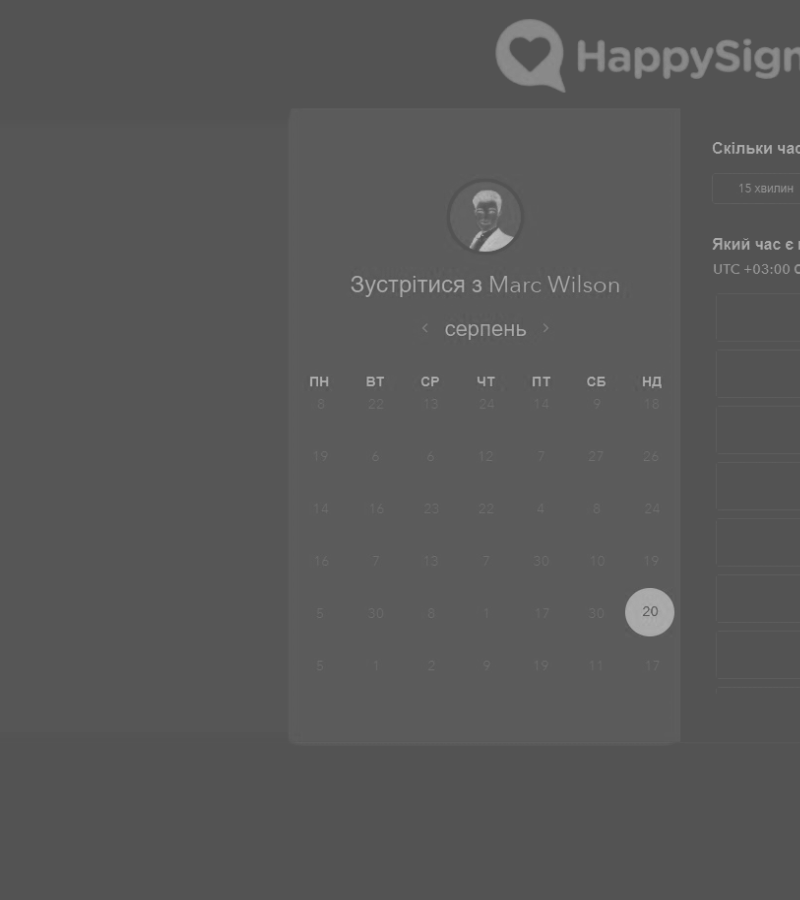 HappySign
Зустрітися з Marc Wilson
< серпень >
ПН ВТ СР ЧТ ПТ СБ НД
8 22 13 24 14 9 18
19 6 6 12 7 27 26
14 16 23 22 4 8 24
16 7 13 7 30 10 19
5 30 8 1 17 30 20
5 1 2 9 19 11 17
Скільки час
15 хвилин
Який час є
UTC +03:00